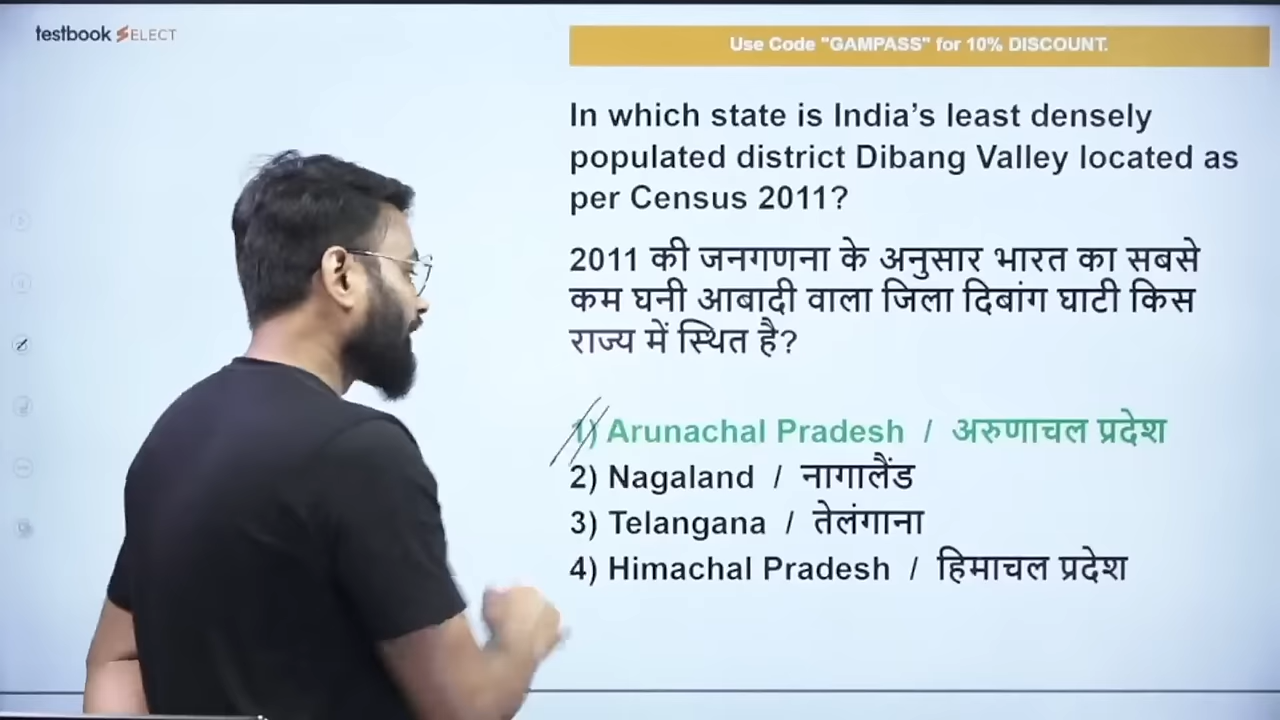 testbook SELECT
Use Code "GAMPASS" for 10% DISCOUNT.
In which state is India’s least densely
populated district Dibang Valley located as
per Census 2011?
2011 की जनगणना के अनुसार भारत का सबसे
कम घनी आबादी वाला जिला दिबांग घाटी किस
राज्य में स्थित है?
1) Arunachal Pradesh / अरुणाचल प्रदेश
2) Nagaland / नागालैंड
3) Telangana / तेलंगाना
4) Himachal Pradesh / हिमाचल प्रदेश